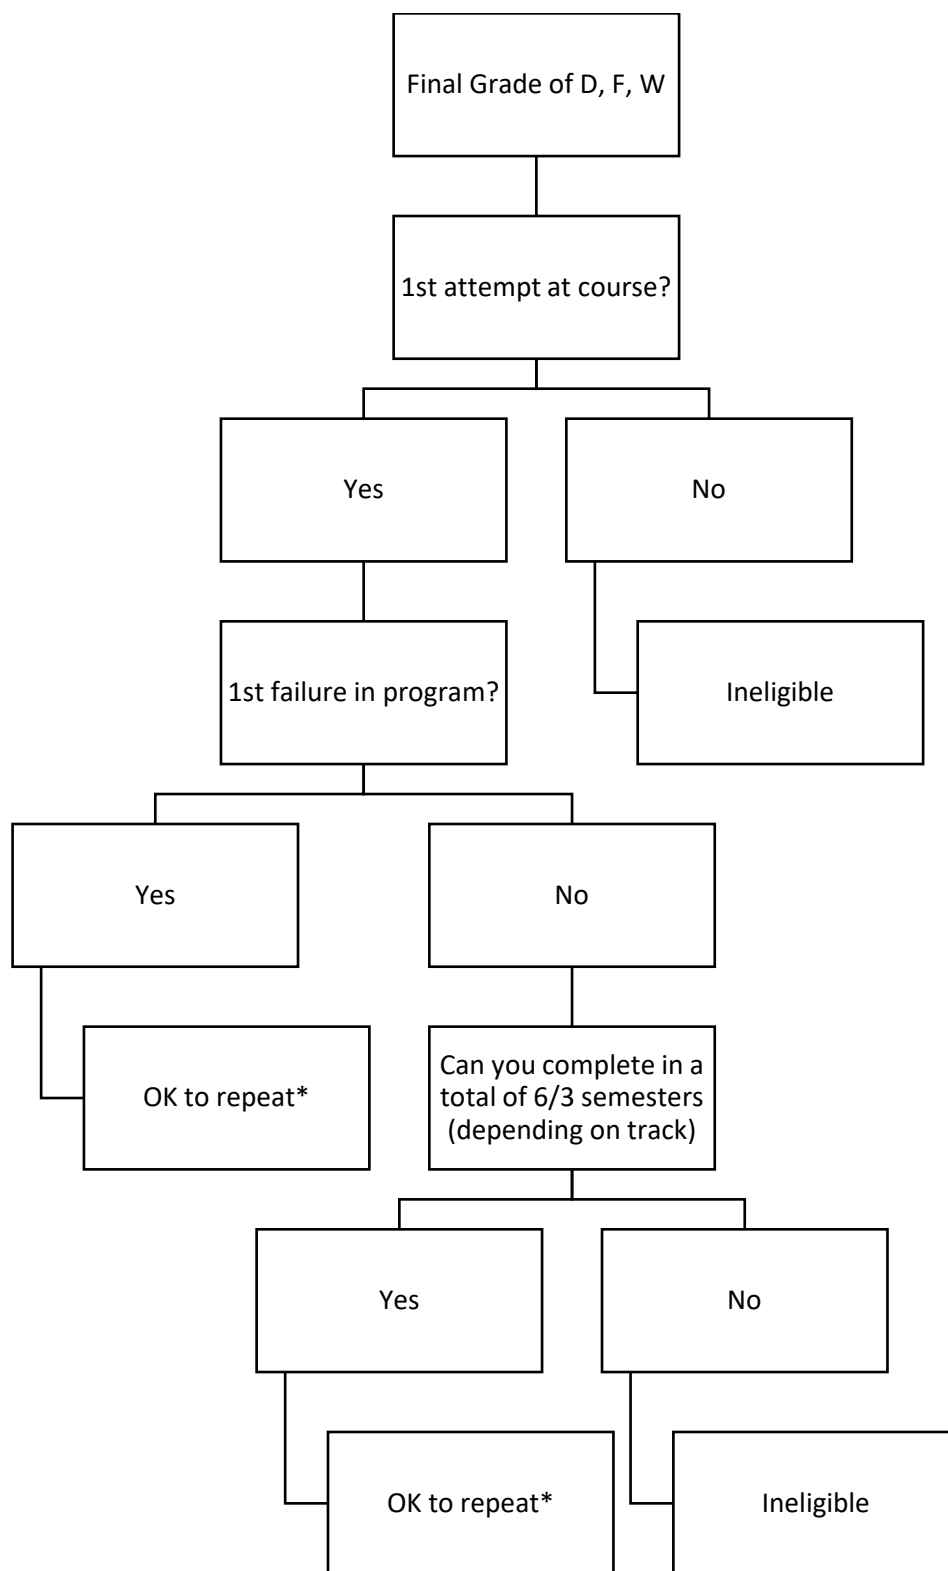 Final Grade of D, F, W
1st attempt at course?
Yes
No
1st failure in program?
Ineligible
Yes
No
OK to repeat*
Can you complete in a
total of 6/3 semesters
(depending on track)
Yes
No
OK to repeat*
Ineligible